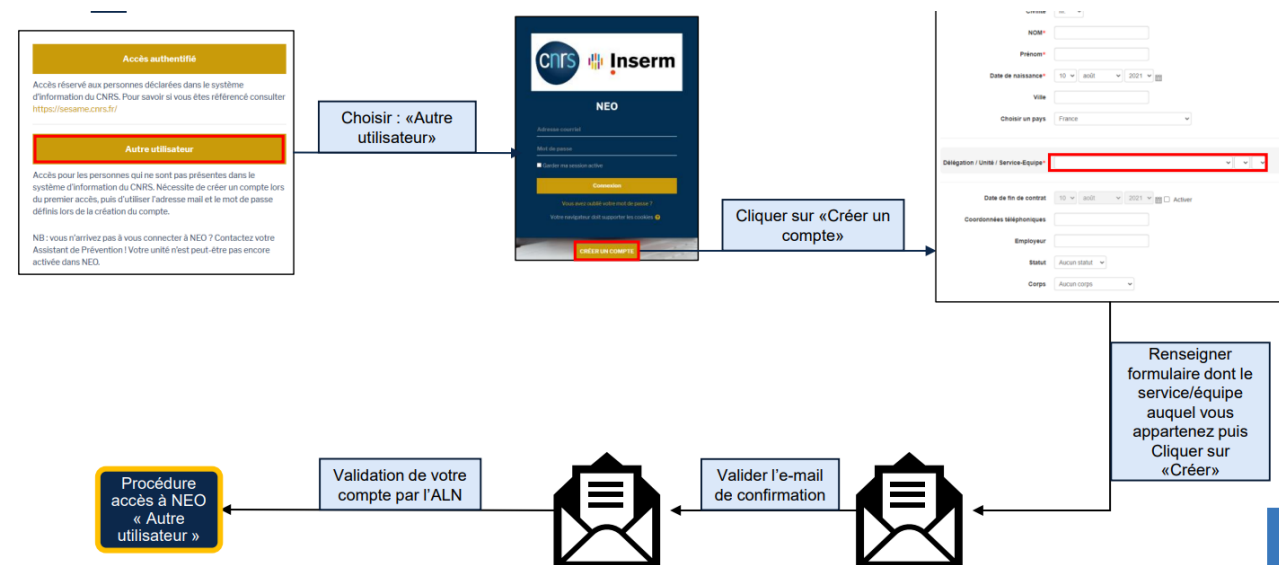 Accès authentifié
Accès réservé aux personnes déclarées dans le système
d'information du CNRS. Pour savoir si vous êtes référencé consulter
https://sesame.cnrs.fr/
Autre utilisateur
Accès pour les personnes qui ne sont pas présentes dans le
système d'information du CNRS. Nécessite de créer un compte lors
du premier accès, puis d'utiliser l'adresse mail et le mot de passe
définis lors de la création du compte.
NB : vous n'arrivez pas à vous connecter à NEO ? Contactez votre
Assistant de Prévention ! Votre unité n'est peut-être pas encore
activée dans NEO.
Choisir : «Autre
utilisateur»
cnrs Inserm
NEO
Adresse courriel
Mot de passe
Garder ma session active
Connexion
Vous avez oublié votre mot de passe ?
Votre navigateur doit supporter les cookies
CRÉER UN COMPTE
Cliquer sur «Créer un
compte»
Civilité M.
NOM*
Prénom*
Date de naissance* 10 août 2021
Ville
Choisir un pays France
Délégation / Unité / Service-Equipe*
Date de fin de contrat 10 août 2021 Activer
Coordonnées téléphoniques
Employeur
Statut Aucun statut
Corps Aucun corps
Renseigner
formulaire dont le
service/équipe
auquel vous
appartenez puis
Cliquer sur
«Créer»
Valider l'e-mail
de confirmation
Validation de votre
compte par l'ALN
Procédure
accès à NEO
« Autre
utilisateur »